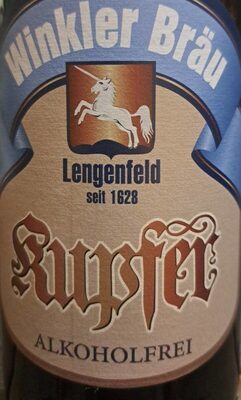 Winkler Bräu
Lengenfeld
seit 1628
Kupfer
ALKOHOLFREI